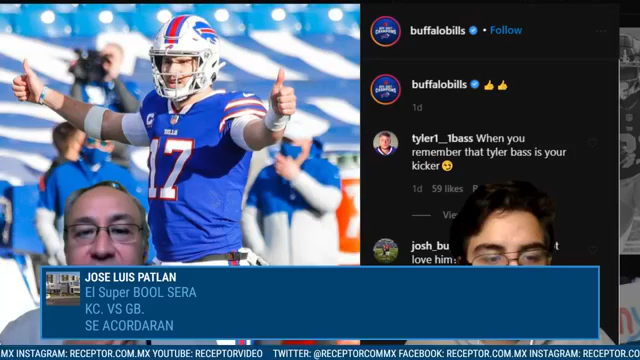 buffalobills • Follow
buffalobills 👍👍
1d
tyler1__1bass When you
remember that tyler bass is your
kicker😏
1d 59 likes
josh_bu
love him
BILLS
17
JOSE LUIS PATLAN
El Super BOOL SERA
KC. VS GB.
SE ACORDARAN
.MX INSTAGRAM: RECEPTOR.COM.MX YOUTUBE: RECEPTORVIDEO TWITTER: @RECEPTORCOMMX FACEBOOK: RECEPTOR.COM.MX INSTAGRAM: RECEPTOR.COM